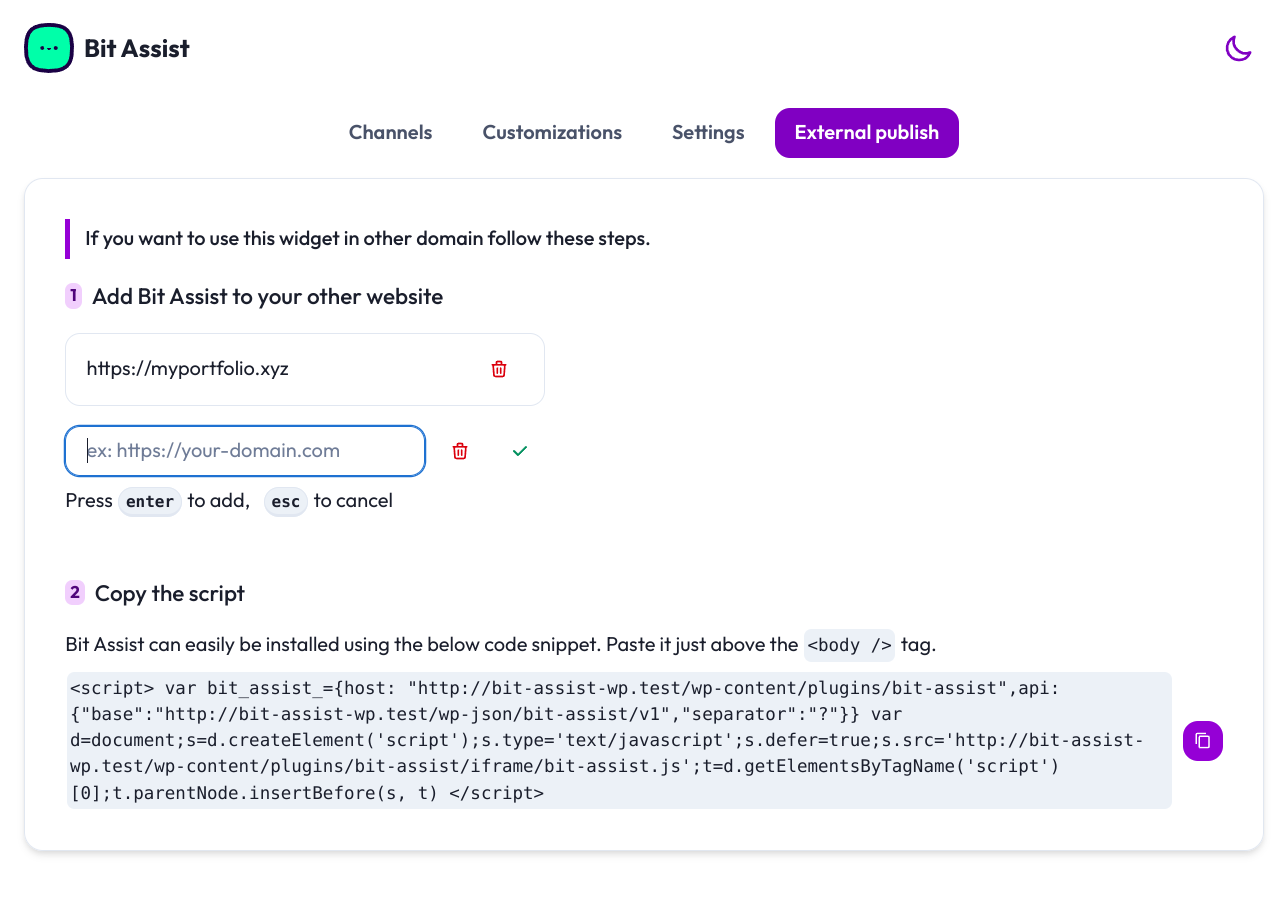 Bit Assist
Channels Customizations Settings External publish
If you want to use this widget in other domain follow these steps.
1 Add Bit Assist to your other website
https://myportfolio.xyz
ex: https://your-domain.com
Press enter to add, esc to cancel
2 Copy the script
Bit Assist can easily be installed using the below code snippet. Paste it just above the <body /> tag.
<script> var bit_assist_={host: "http://bit-assist-wp.test/wp-content/plugins/bit-assist",api:
{"base":"http://bit-assist-wp.test/wp-json/bit-assist/v1","separator":"?"}} var
d=document;s=d.createElement('script');s.type='text/javascript';s.defer=true;s.src='http://bit-assist-
wp.test/wp-content/plugins/bit-assist/iframe/bit-assist.js';t=d.getElementsByTagName('script')
[0];t.parentNode.insertBefore(s, t) </script>